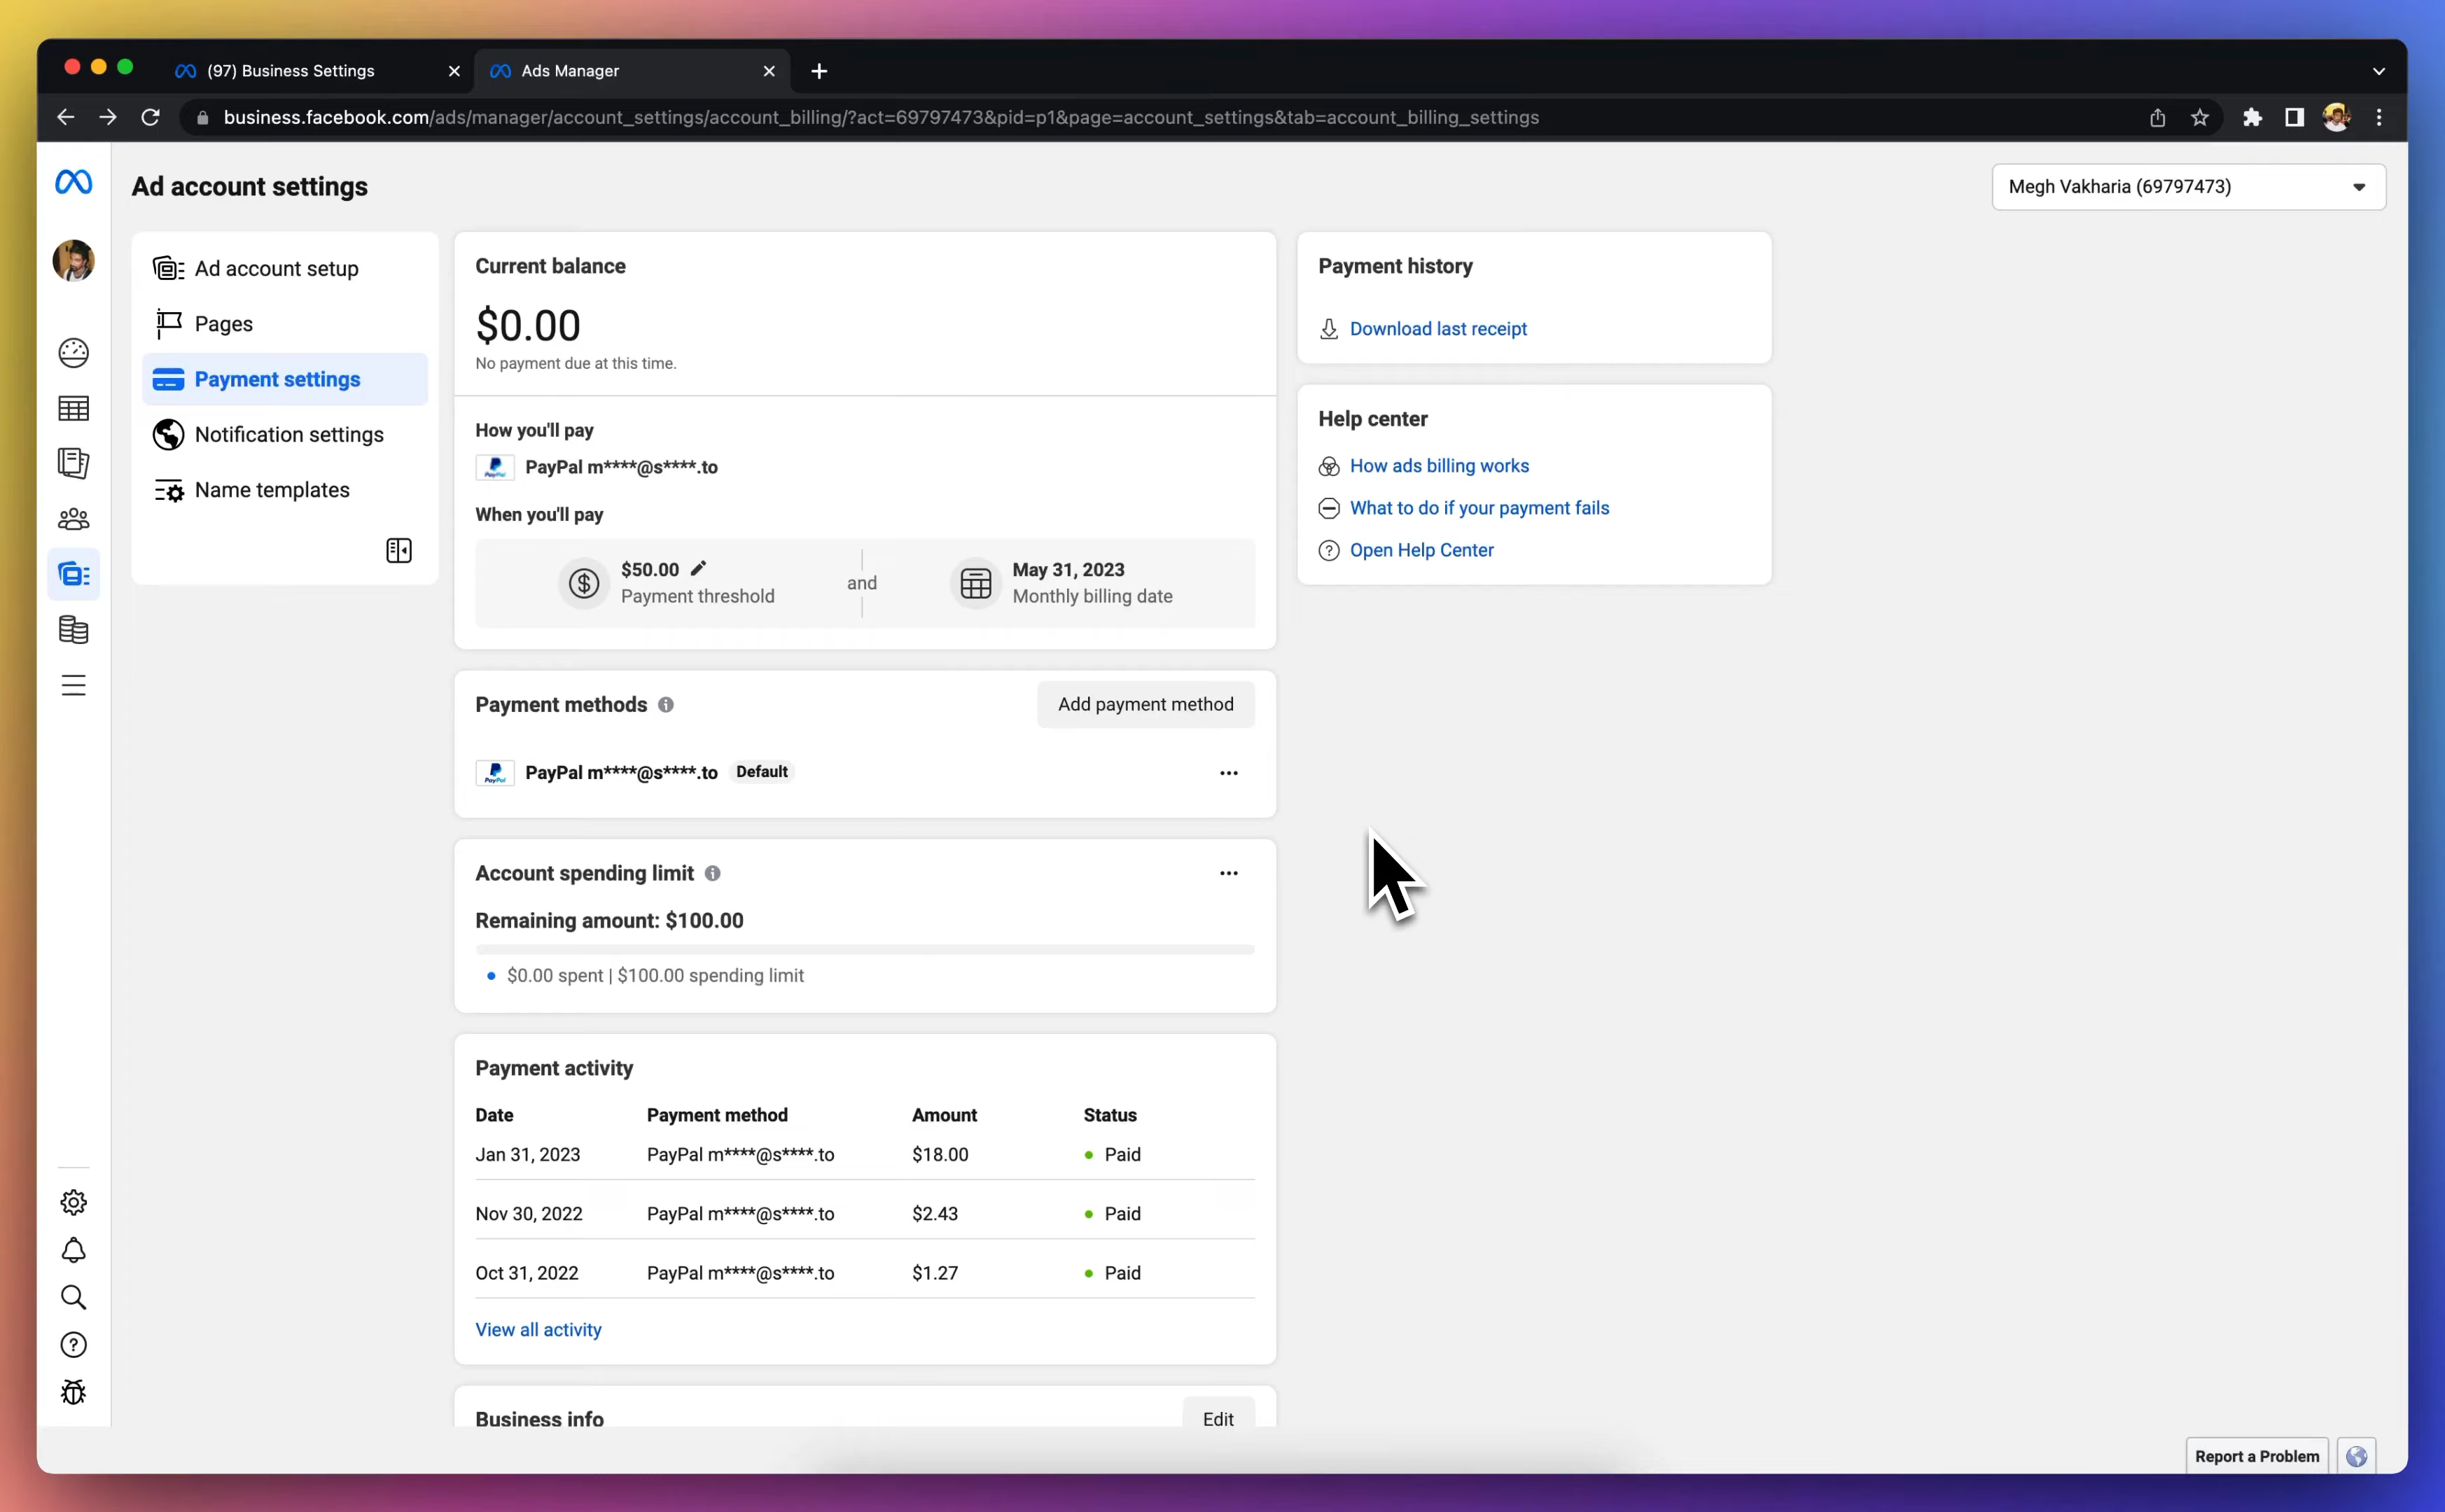 (97) Business Settings
Ads Manager
business.facebook.com/ads/manager/account_settings/account_billing/?act=69797473&pid=p1&page=account_settings&tab=account_billing_settings
Ad account settings
Megh Vakharia (69797473)
Ad account setup
Pages
Payment settings
Notification settings
Name templates
Current balance
$0.00
No payment due at this time.
How you'll pay
PayPal
PayPal m****@s****.to
When you'll pay
$50.00
Payment threshold
and
May 31, 2023
Monthly billing date
Payment methods
Add payment method
PayPal
PayPal m****@s****.to Default
Account spending limit
Remaining amount: $100.00
$0.00 spent | $100.00 spending limit
Payment activity
Date Payment method Amount Status
Jan 31, 2023 PayPal m****@s****.to $18.00 Paid
Nov 30, 2022 PayPal m****@s****.to $2.43 Paid
Oct 31, 2022 PayPal m****@s****.to $1.27 Paid
View all activity
Business info
Edit
Payment history
Download last receipt
Help center
How ads billing works
What to do if your payment fails
Open Help Center
Report a Problem